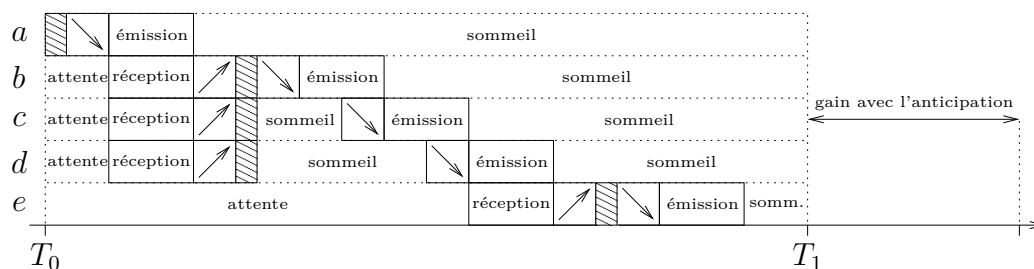 a émission sommeil
b attente réception émission sommeil
gain avec l'anticipation
c attente réception sommeil émission sommeil
d attente réception sommeil émission sommeil
e attente réception émission somm.
T0 T1